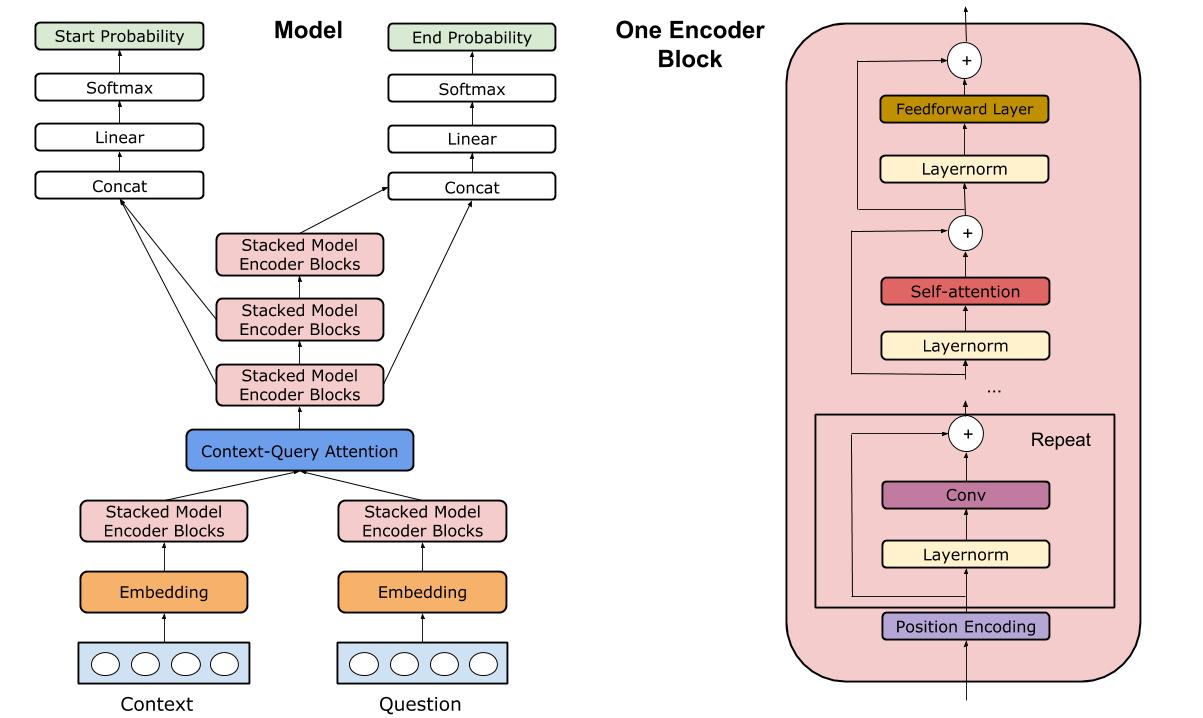 Model
Start Probability
Softmax
Linear
Concat
End Probability
Softmax
Linear
Concat
Stacked Model
Encoder Blocks
Stacked Model
Encoder Blocks
Stacked Model
Encoder Blocks
Context-Query Attention
Stacked Model
Encoder Blocks
Stacked Model
Encoder Blocks
Embedding
Embedding
Context
Question
One Encoder
Block
+
Feedforward Layer
Layernorm
+
Self-attention
Layernorm
...
+
Repeat
Conv
Layernorm
Position Encoding